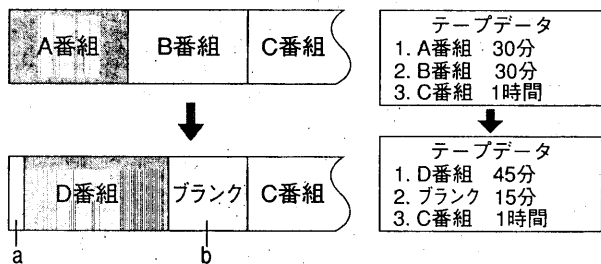 A番組 B番組 C番組
テープデータ
1. A番組 30分
2. B番組 30分
3. C番組 1時間
D番組 ブランク C番組
a b
テープデータ
1. D番組 45分
2. ブランク 15分
3. C番組 1時間